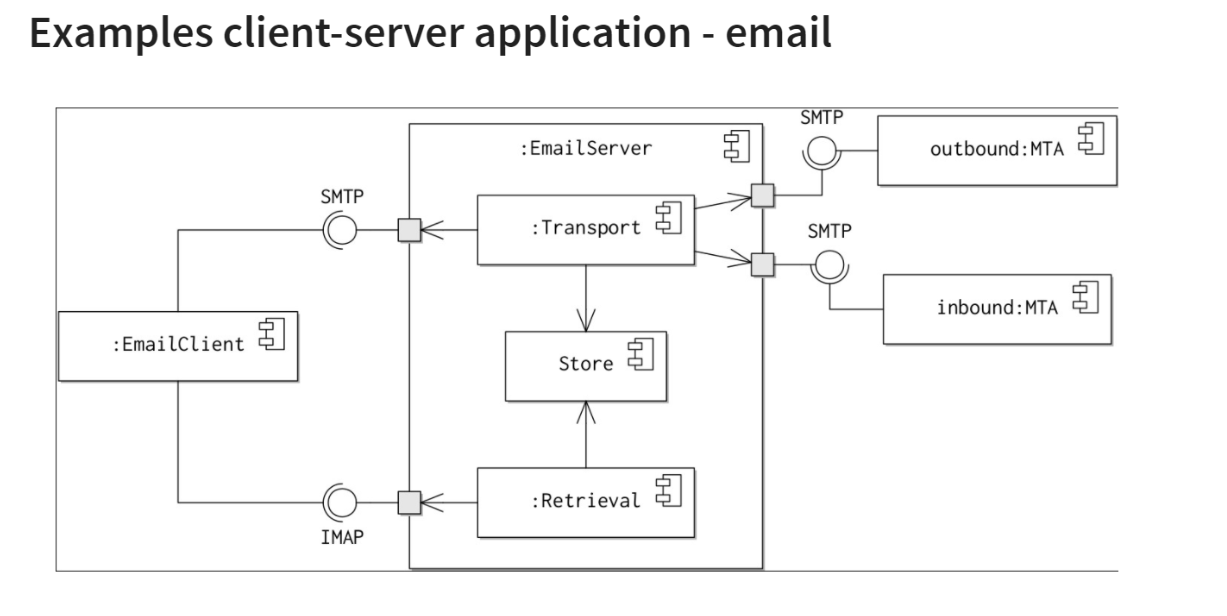 Examples client-server application - email
SMTP
:EmailServer
outbound:MTA
SMTP
:Transport
SMTP
inbound:MTA
:EmailClient
Store
:Retrieval
IMAP